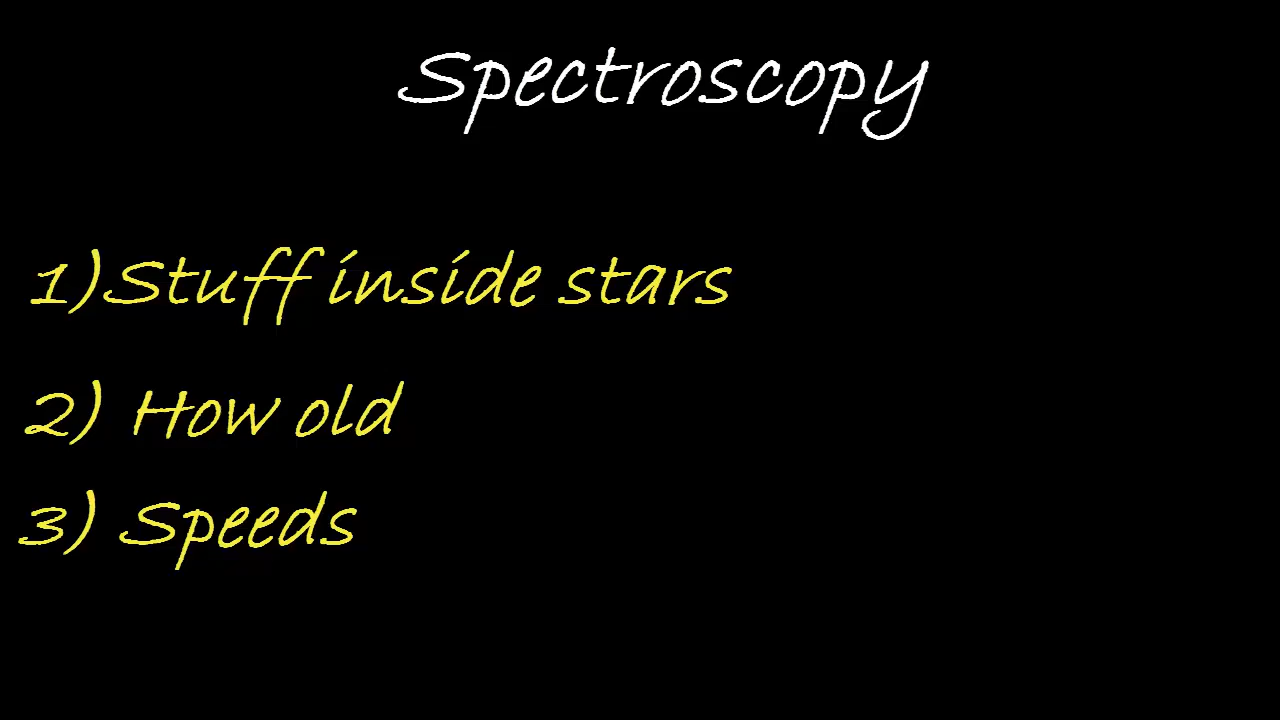 Spectroscopy
1)Stuff inside stars
2) How old
3) Speeds